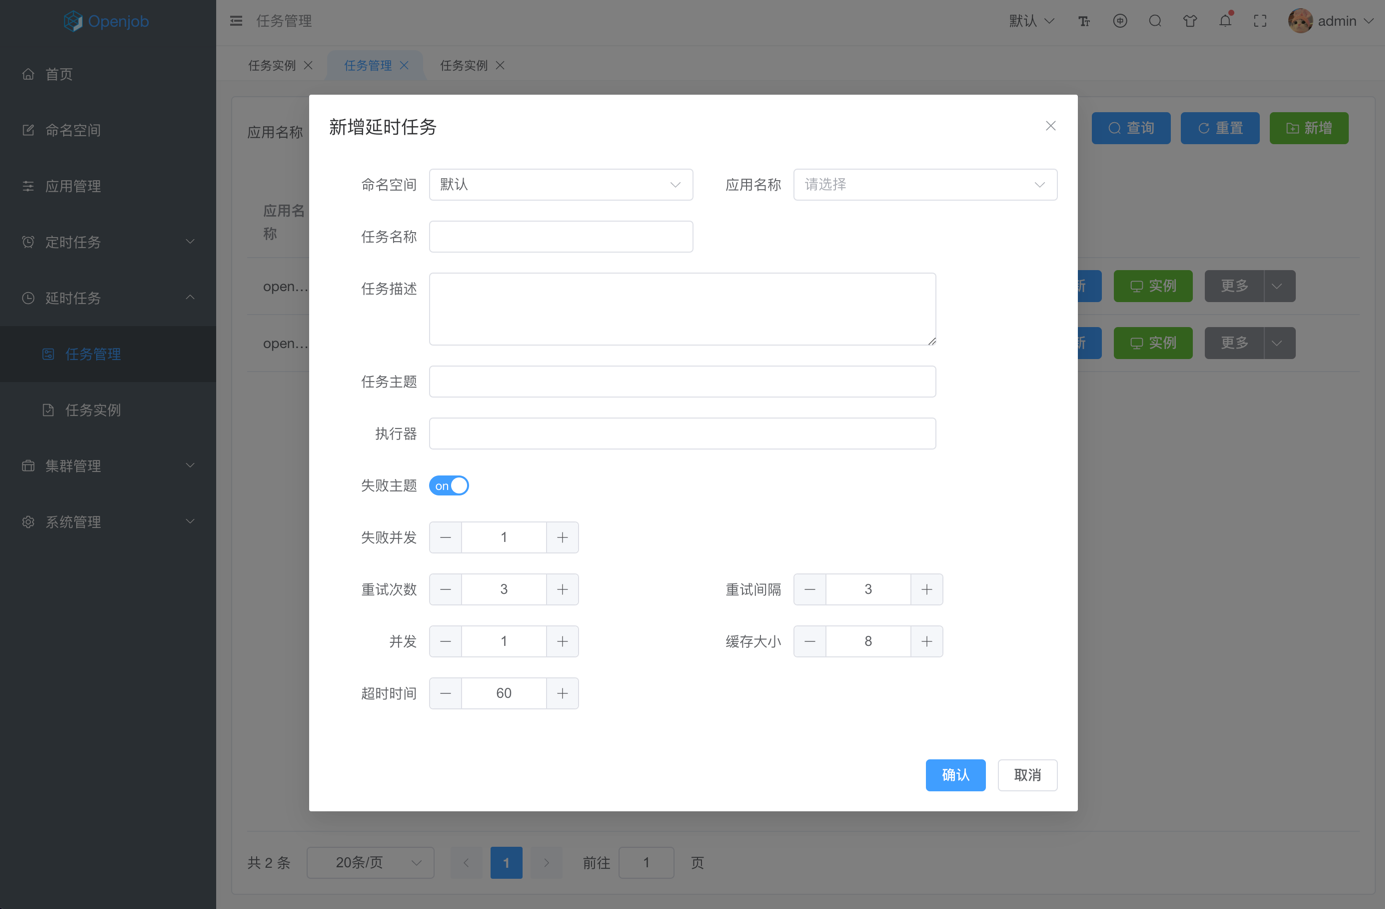 Openjob
任务管理
默认
admin
首页
命名空间
应用管理
定时任务
延时任务
任务管理
任务实例
集群管理
系统管理
任务实例
任务管理
任务实例
应用名称
查询
重置
新增
应用名
称
open...
新
实例
更多
open...
新
实例
更多
新增延时任务
命名空间
默认
应用名称
请选择
任务名称
任务描述
任务主题
执行器
失败主题
on
失败并发
1
重试次数
3
重试间隔
3
并发
1
缓存大小
8
超时时间
60
确认
取消
共 2 条
20条/页
1
前往
1
页